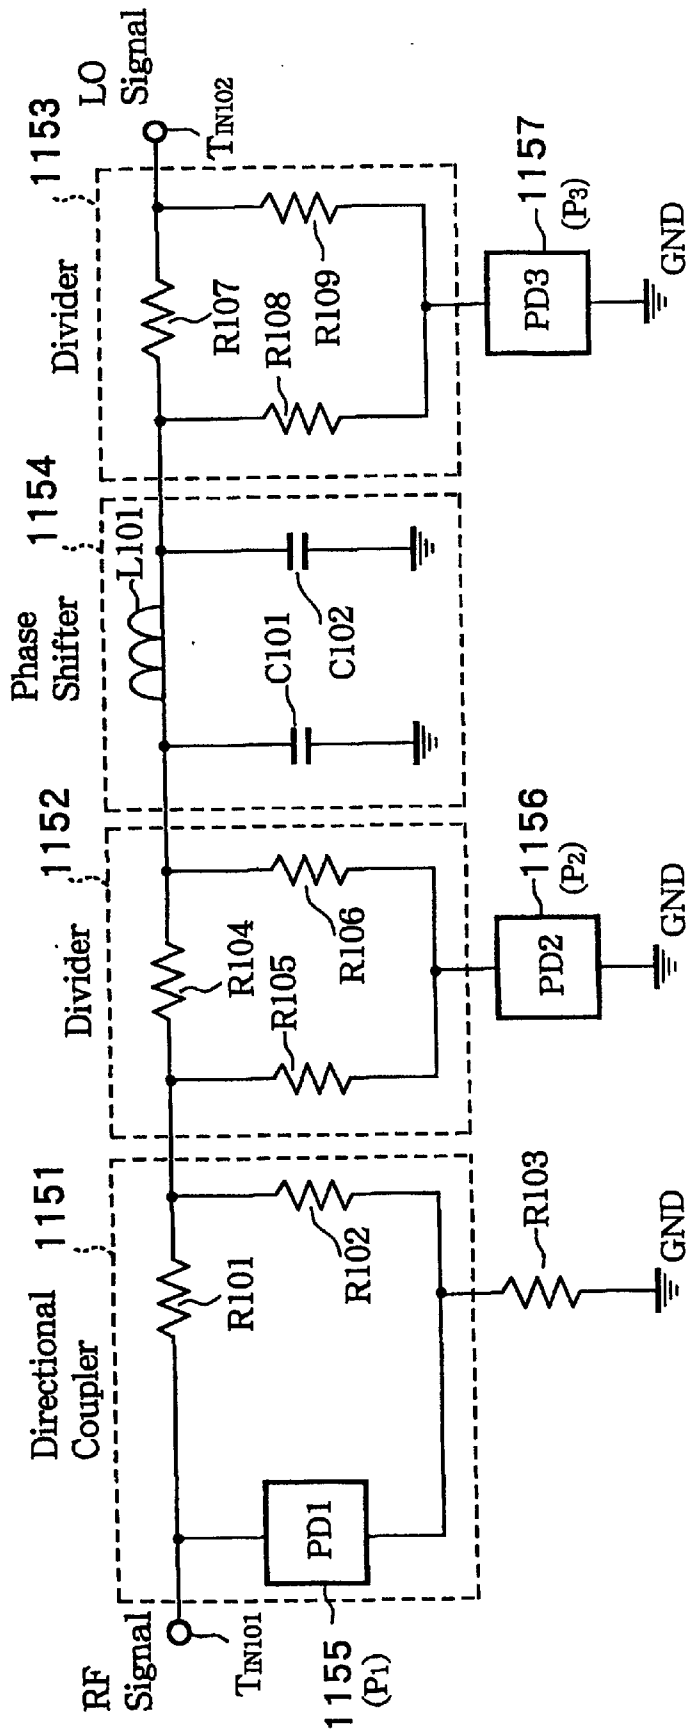 RF
Signal
TIN101
1155
(P1)
PD1
Directional
Coupler
1151
R101
R102
R103
GND
Divider
1152
R104
R105
R106
PD2
1156
(P2)
GND
Phase
Shifter
1154
L101
C101
C102
Divider
1153
R107
R108
R109
PD3
1157
(P3)
GND
LO
Signal
TIN102